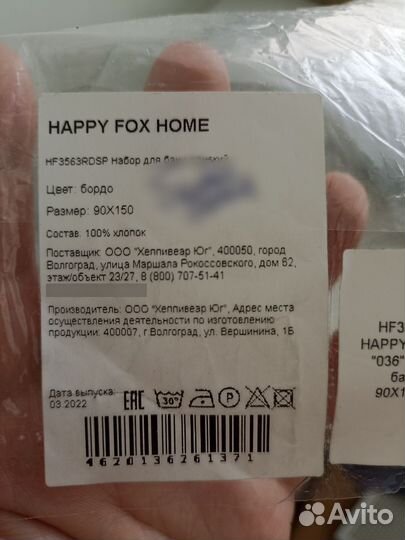 HAPPY FOX HOME
HF3563RDSP Набор для
Цвет: бордо
Размер: 90X150
Состав: 100% хлопок
Поставщик: ООО "Хеппивеар Юг", 400050, город
Волгоград, улица Маршала Рокоссовского, дом 62,
этаж/объект 23/27, 8 (800) 707-51-41
Производитель: ООО "Хеппивеар Юг", Адрес места
осуществления деятельности по изготовлению
продукции: 400007, г Волгоград, ул. Вершинина, 1Б
Дата выпуска:
03.2022
EAC
30°
4620136261371
HF3
HAPPY
"036"
ба
90X1
Avito